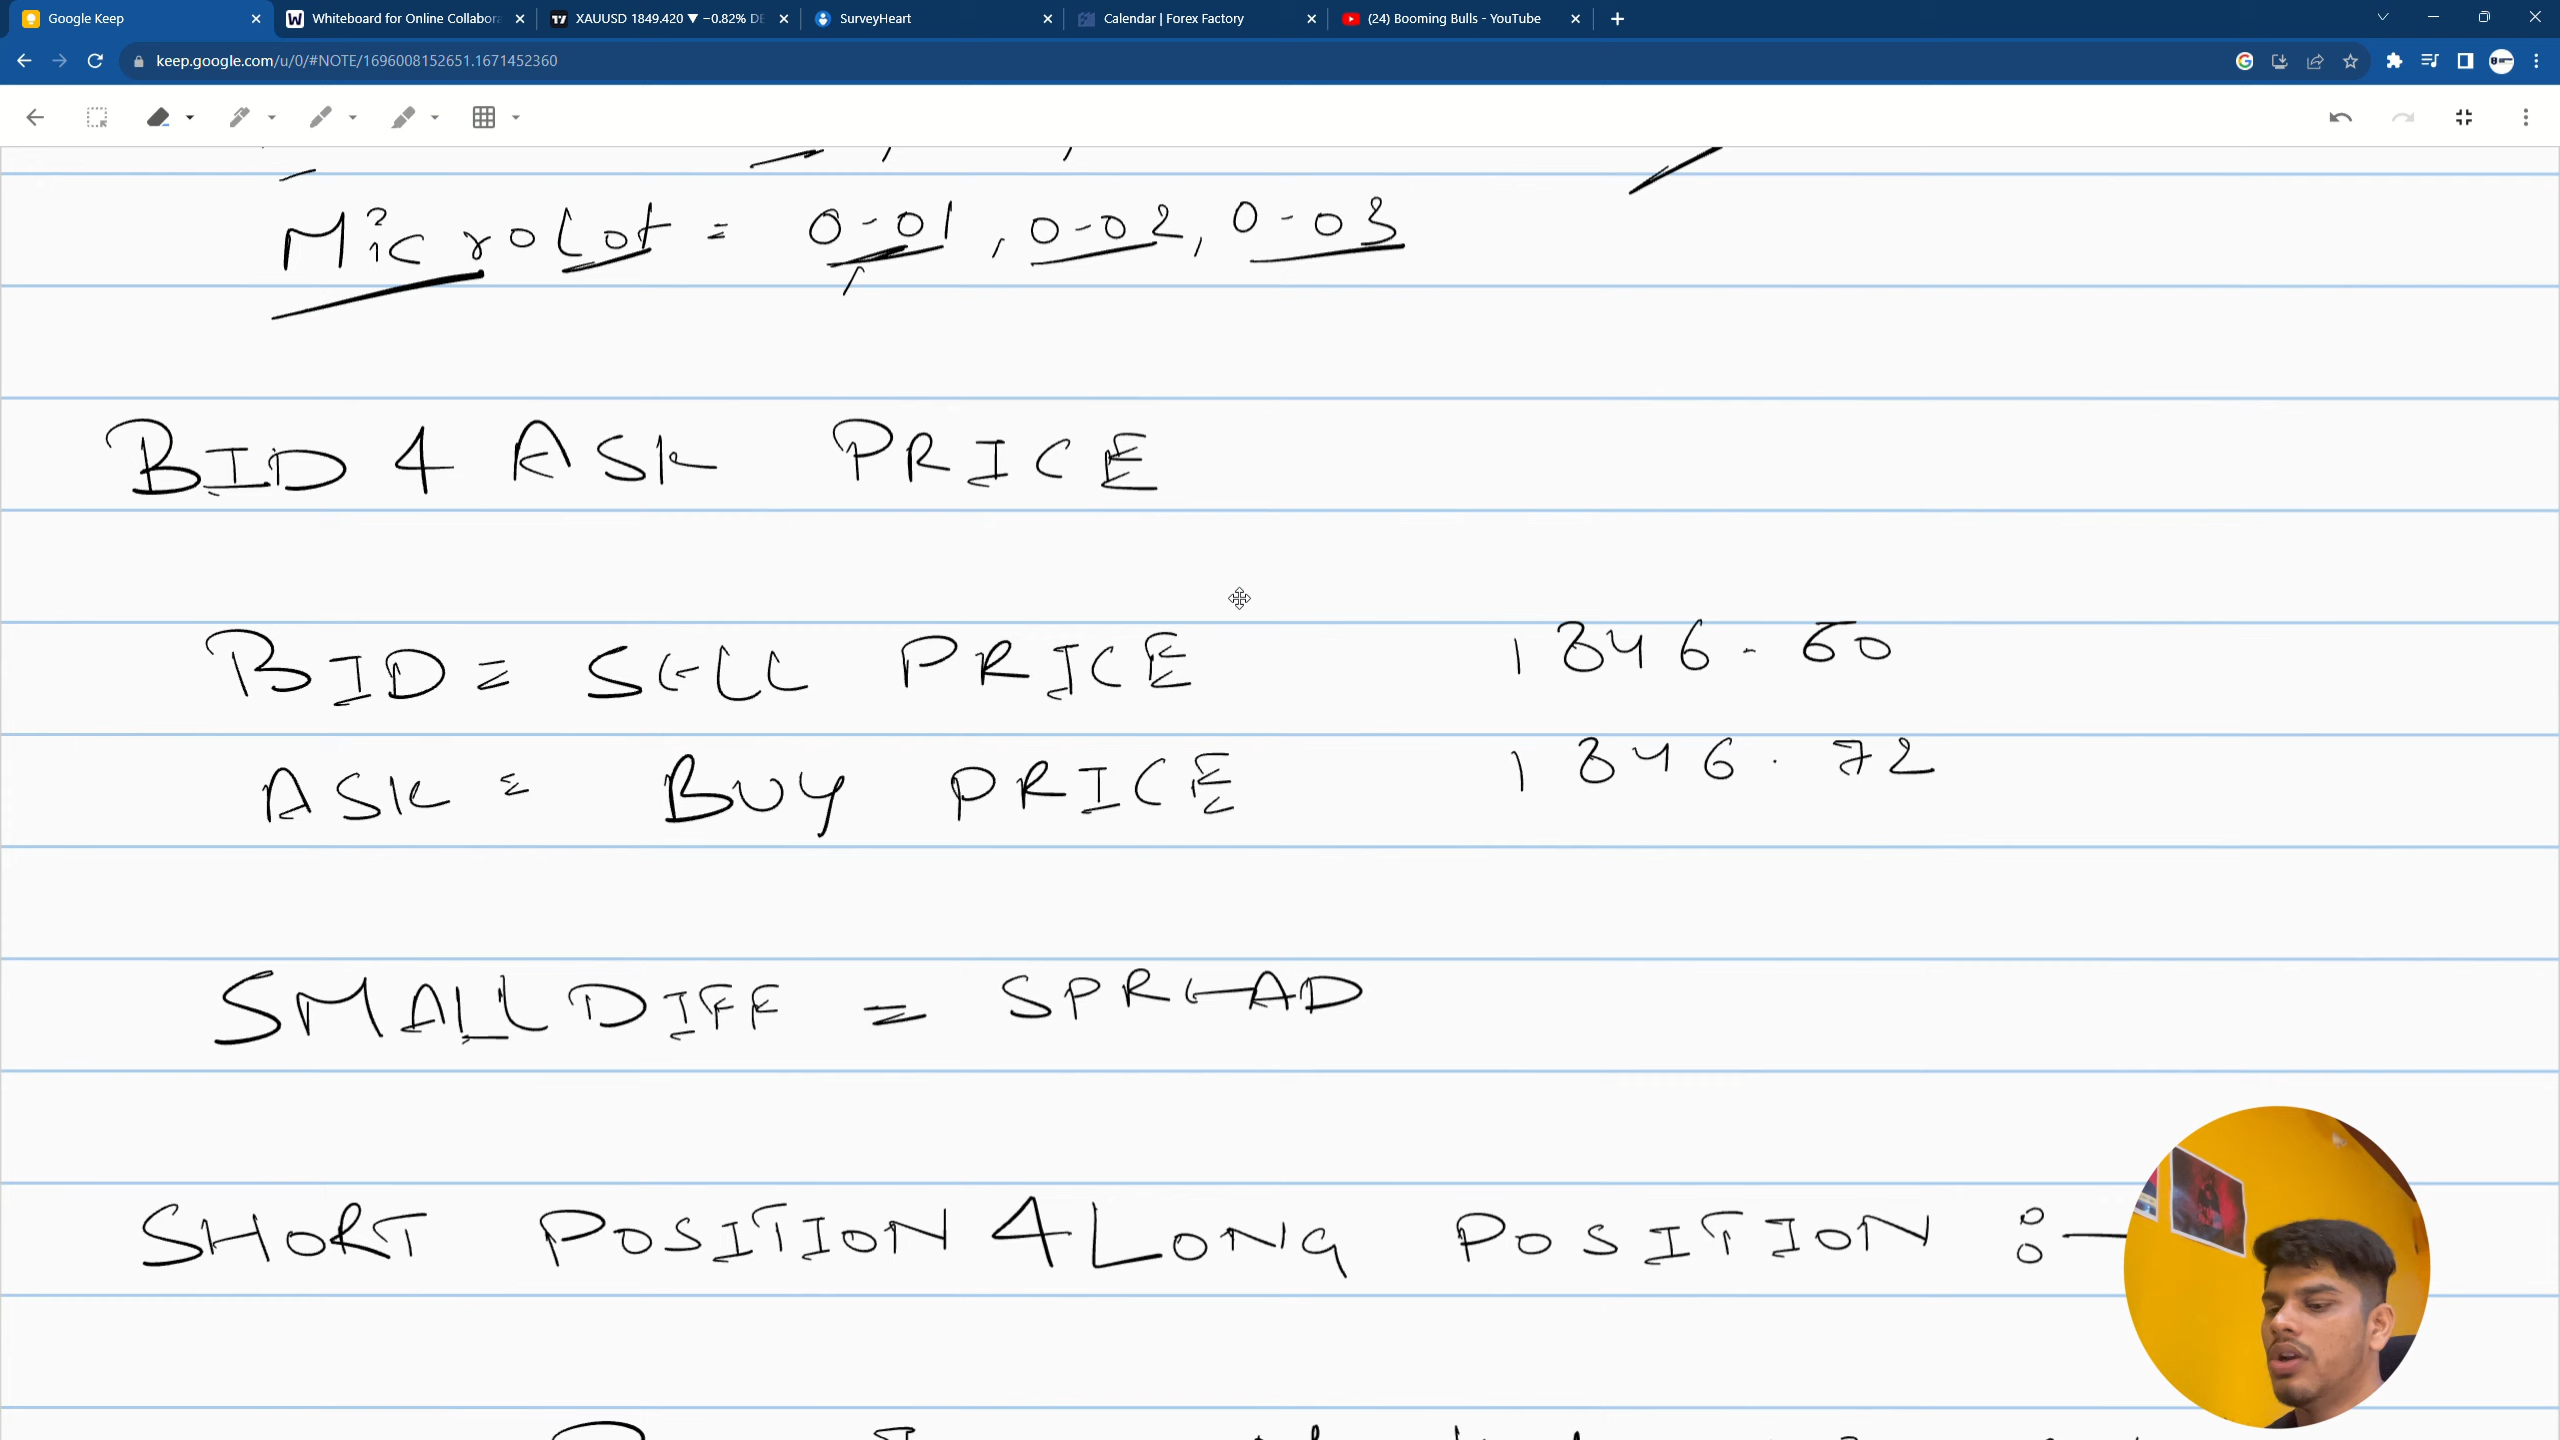 Google Keep
Whiteboard for Online Collabora
XAUUSD 1849.420 ▼ −0.82% DE
SurveyHeart
Calendar | Forex Factory
(24) Booming Bulls - YouTube
keep.google.com/u/0/#NOTE/1696008152651.1671452360
Micro Lot = 0-01, 0-02, 0-03
BID & ASK PRICE
BID = SELL PRICE 1846-60
ASK = BUY PRICE 1846.72
SMALL DIFF = SPREAD
SHORT POSITION & LONG POSITION :-